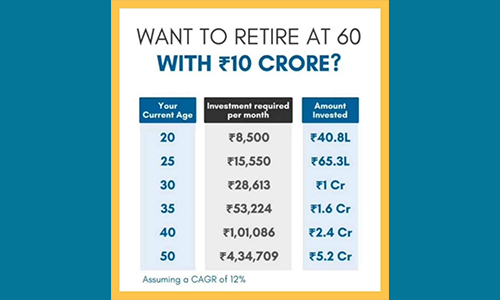 WANT TO RETIRE AT 60
WITH ₹10 CRORE?
Your Current Age Investment required per month Amount Invested
20 ₹8,500 ₹40.8L
25 ₹15,550 ₹65.3L
30 ₹28,613 ₹1 Cr
35 ₹53,224 ₹1.6 Cr
40 ₹1,01,086 ₹2.4 Cr
50 ₹4,34,709 ₹5.2 Cr
Assuming a CAGR of 12%